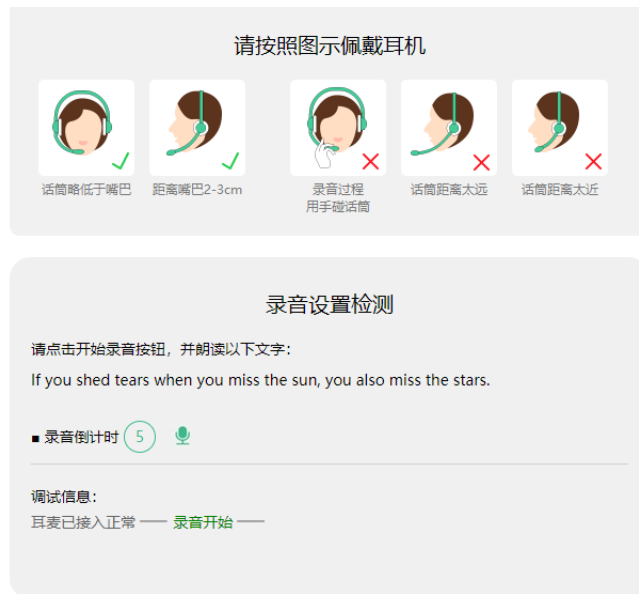 请按照图示佩戴耳机
话筒略低于嘴巴
距离嘴巴2-3cm
录音过程
用手碰话筒
话筒距离太远
话筒距离太近
录音设置检测
请点击开始录音按钮，并朗读以下文字：
If you shed tears when you miss the sun, you also miss the stars.
■ 录音倒计时 5
调试信息：
耳麦已接入正常 —— 录音开始 ——